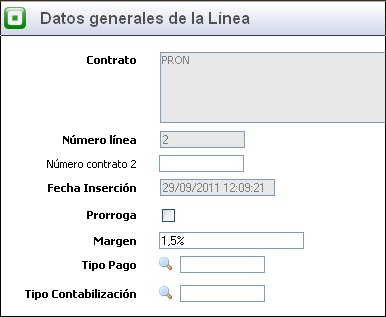 Datos generales de la Línea
Contrato PRON
Número línea 2
Número contrato 2
Fecha Inserción 29/09/2011 12:09:21
Prorroga
Margen 1,5%
Tipo Pago
Tipo Contabilización